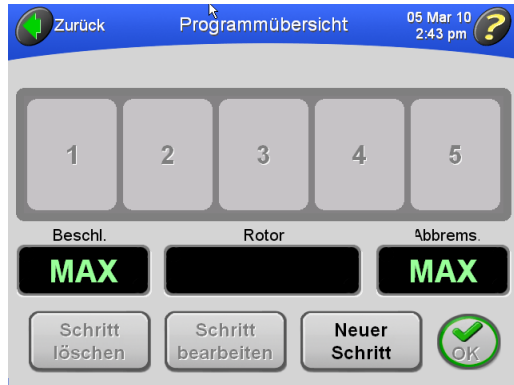 Zurück
Programmübersicht
05 Mar 10
2:43 pm
?
1 2 3 4 5
Beschl. Rotor Abbrems.
MAX MAX
Schritt
löschen
Schritt
bearbeiten
Neuer
Schritt
OK